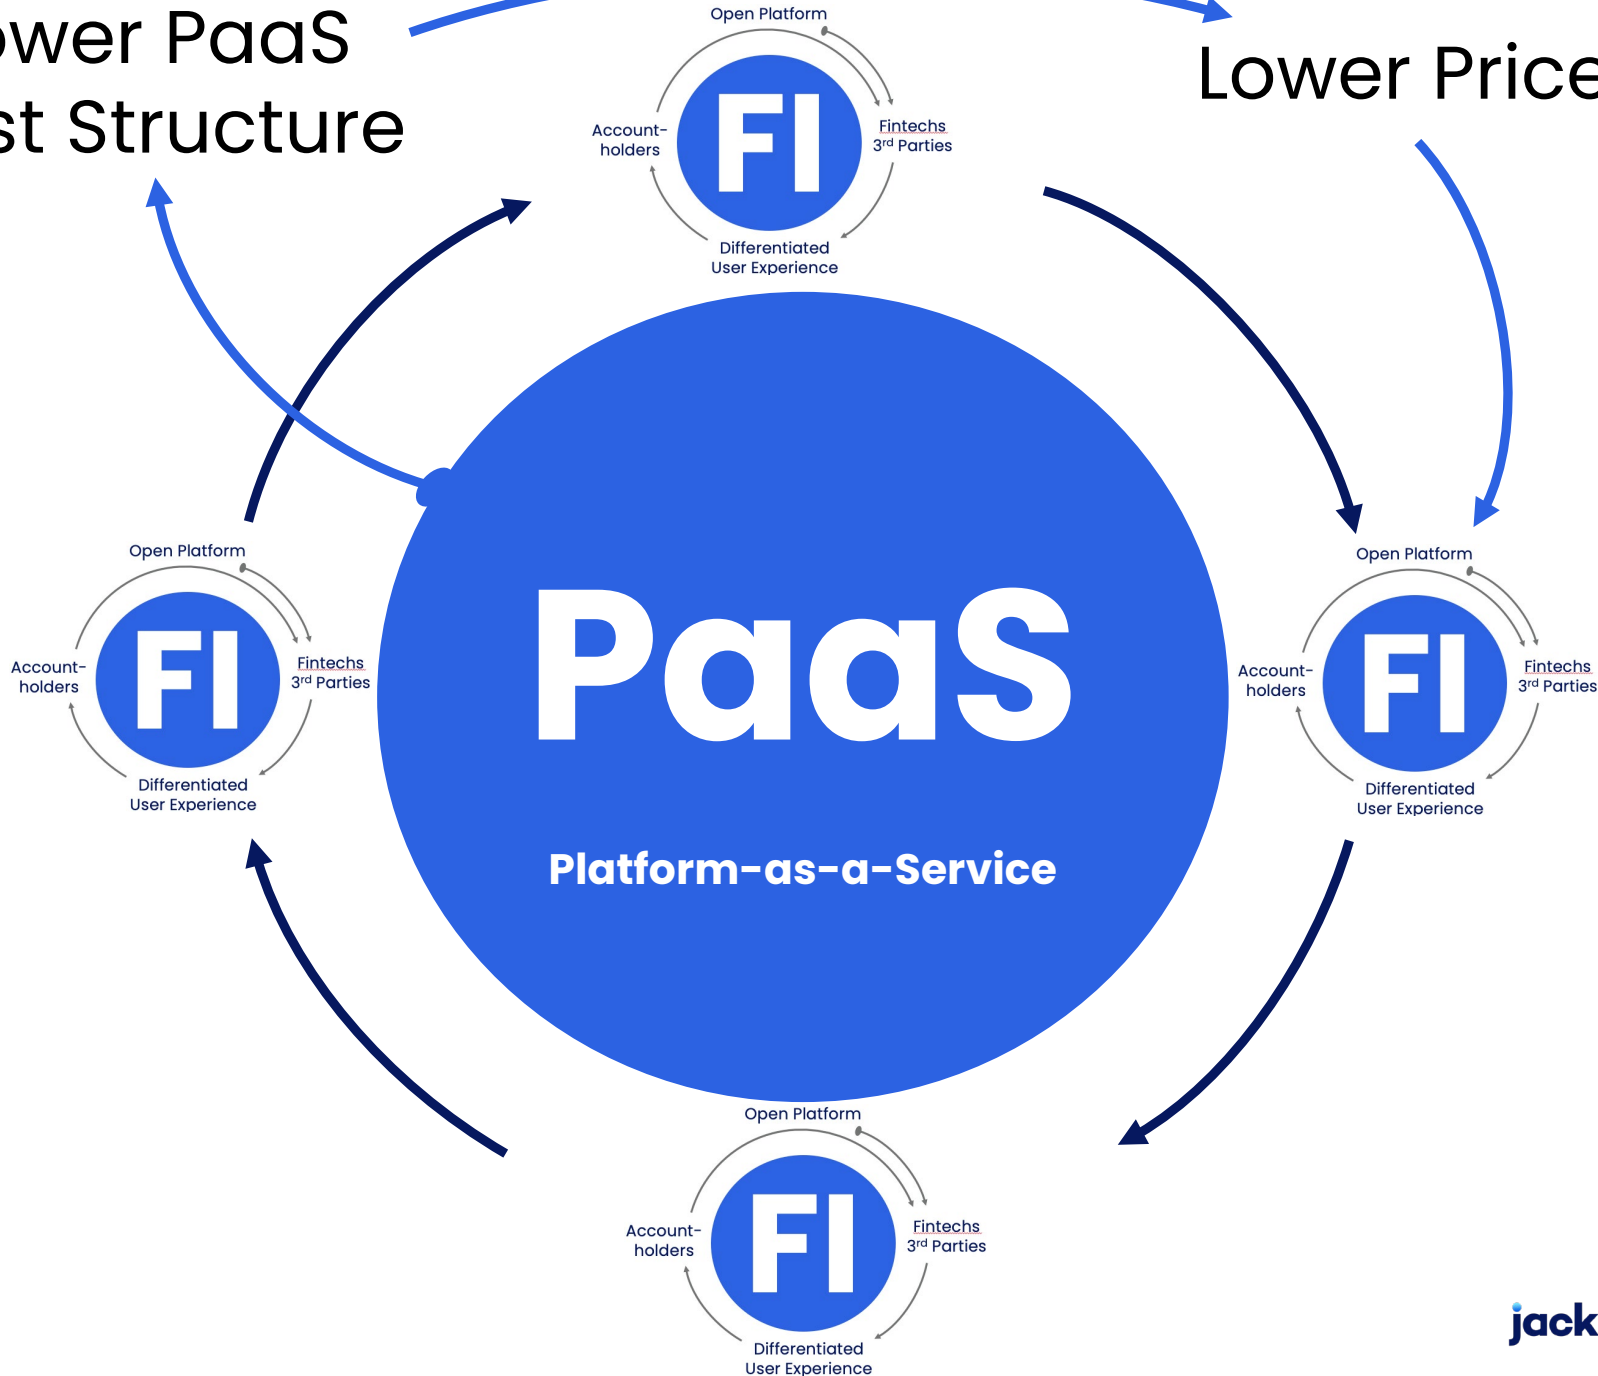 ower PaaS
st Structure
Lower Price
Open Platform
FI
Account-
holders
Fintechs
3rd Parties
Differentiated
User Experience
Open Platform
FI
Account-
holders
Fintechs
3rd Parties
Differentiated
User Experience
PaaS
Platform-as-a-Service
Open Platform
FI
Account-
holders
Fintechs
3rd Parties
Differentiated
User Experience
Open Platform
FI
Account-
holders
Fintechs
3rd Parties
Differentiated
User Experience
jack